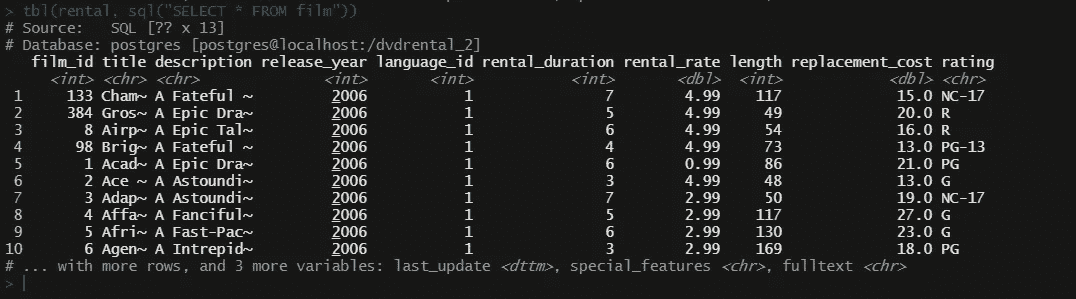 > tbl(rental, sql("SELECT * FROM film"))
# Source:   SQL [?? x 13]
# Database: postgres [postgres@localhost:/dvdrental_2]
   film_id title description release_year language_id rental_duration rental_rate length replacement_cost rating
     <int> <chr> <chr>              <int>       <int>           <int>       <dbl>  <int>            <dbl> <chr>
 1     133 Cham~ A Fateful ~         2006           1               7        4.99    117             15.0 NC-17
 2     384 Gros~ A Epic Dra~         2006           1               5        4.99     49             20.0 R
 3       8 Airp~ A Epic Tal~         2006           1               6        4.99     54             16.0 R
 4      98 Brig~ A Fateful ~         2006           1               4        4.99     73             13.0 PG-13
 5       1 Acad~ A Epic Dra~         2006           1               6        0.99     86             21.0 PG
 6       2 Ace ~ A Astoundi~         2006           1               3        4.99     48             13.0 G
 7       3 Adap~ A Astoundi~         2006           1               7        2.99     50             19.0 NC-17
 8       4 Affa~ A Fanciful~         2006           1               5        2.99    117             27.0 G
 9       5 Afri~ A Fast-Pac~         2006           1               6        2.99    130             23.0 G
10       6 Agen~ A Intrepid~         2006           1               3        2.99    169             18.0 PG
# ... with more rows, and 3 more variables: last_update <dttm>, special_features <chr>, fulltext <chr>
>